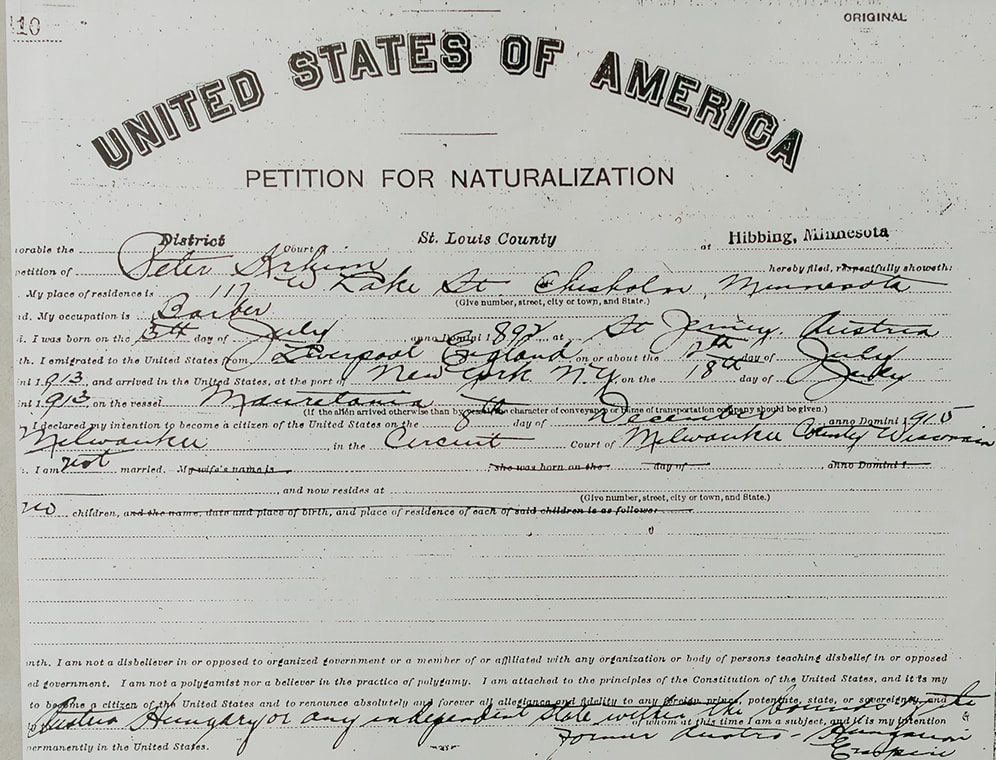 110
ORIGINAL
UNITED STATES OF AMERICA
PETITION FOR NATURALIZATION
orable the District Court St. Louis County at Hibbing, Minnesota
petition of Peter hereby filed, respectfully showeth:
My place of residence is 117 W Lake St. Chisholm, Minnesota
(Give number, street, city or town, and State.)
d. My occupation is Barber
I was born on the 5th day of July anno Domini 1892 at St Austria
th. I emigrated to the United States from Liverpool England on or about the 12th day of July
ni 1913, and arrived in the United States, at the port of New York N.Y. on the 18th day of July
ni 1913, on the vessel Mauretania
(If the alien arrived otherwise than by vessel, the character of conveyance or name of transportation company should be given.)
I declared my intention to become a citizen of the United States on the 8th day of December anno Domini 1915
Milwaukee in the Circuit Court of Milwaukee County Wisconsin
I am not married. My wife's name is she was born on the day of , anno Domini 1
, and now resides at
(Give number, street, city or town, and State.)
no children, and the name, date and place of birth, and place of residence of each of said children is as follows:
nth. I am not a disbeliever in or opposed to organized government or a member of or affiliated with any organization or body of persons teaching disbelief in or opposed
ed government. I am not a polygamist nor a believer in the practice of polygamy. I am attached to the principles of the Constitution of the United States, and it is my
to become a citizen of the United States and to renounce absolutely and forever all allegiance and fidelity to any foreign prince, potentate, state, or sovereignty, and
to Austria Hungary or any independent state within the bounds of the
of whom at this time I am a subject, and it is my intention
former Austro-Hungarian
permanently in the United States. Empire